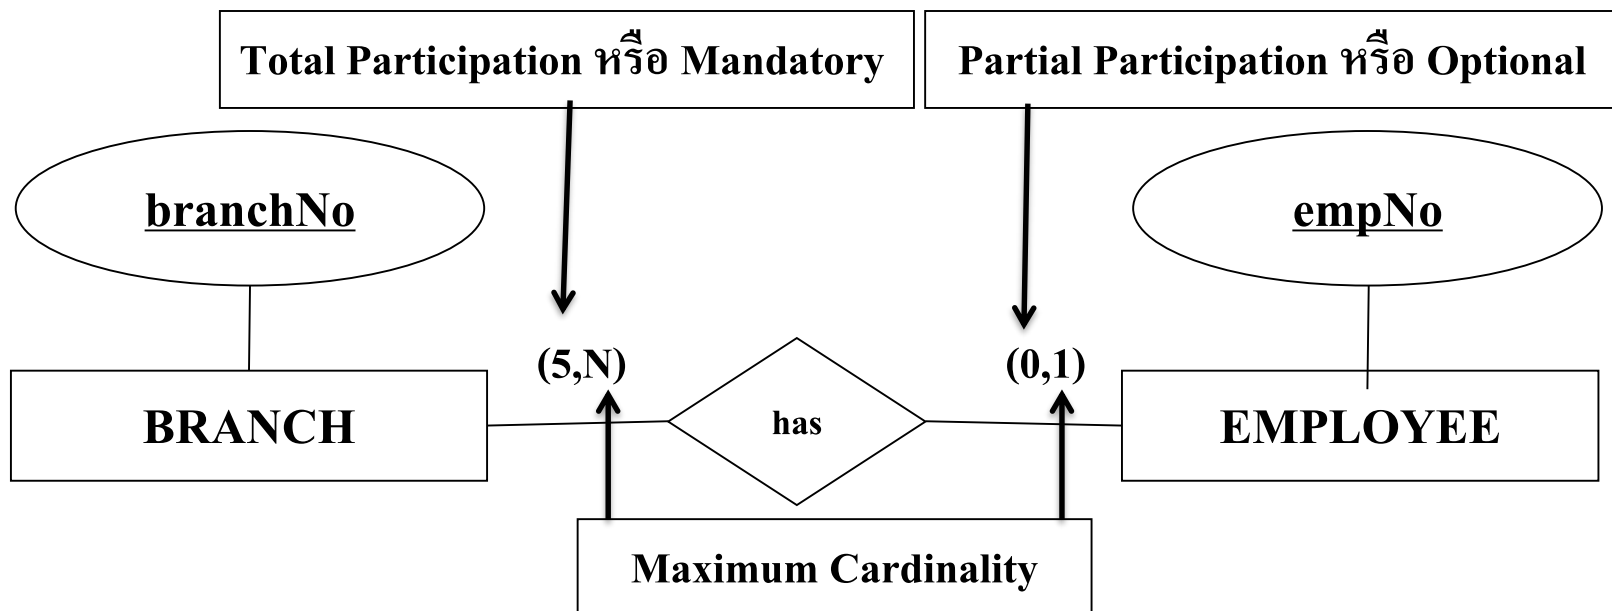 Total Participation หรือ Mandatory
Partial Participation หรือ Optional
branchNo
empNo
(5,N)
(0,1)
BRANCH
has
EMPLOYEE
Maximum Cardinality